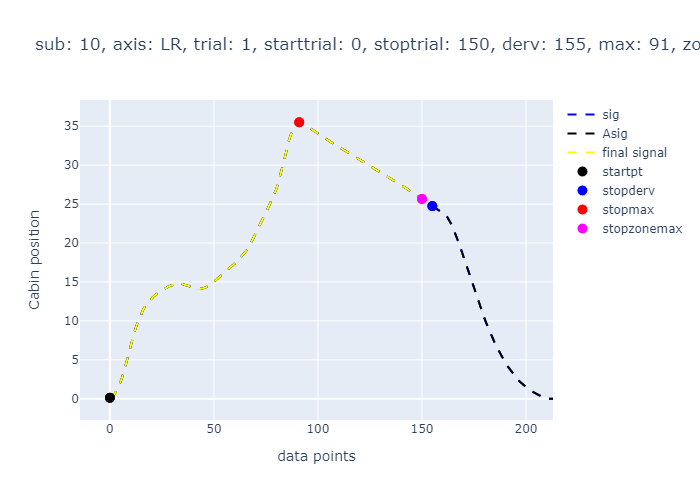 sub: 10, axis: LR, trial: 1, starttrial: 0, stoptrial: 150, derv: 155, max: 91, zo
sig
Asig
final signal
startpt
stopderv
stopmax
stopzonemax
35
30
25
20
15
10
5
0
Cabin position
0 50 100 150 200
data points